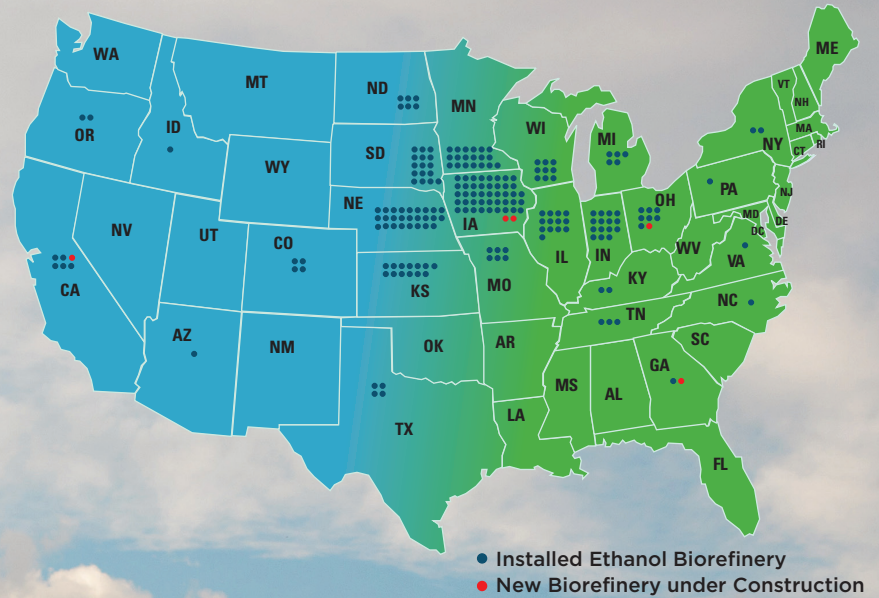 WA
MT
ND
MN
ME
VT
NH
OR
ID
SD
WI
MI
NY
MA
CT
RI
WY
NE
IA
PA
NJ
OH
MD
DE
DC
NV
UT
CO
IL
IN
WV
VA
CA
KS
MO
KY
NC
TN
AZ
NM
OK
AR
SC
GA
MS
AL
TX
LA
FL
Installed Ethanol Biorefinery
New Biorefinery under Construction